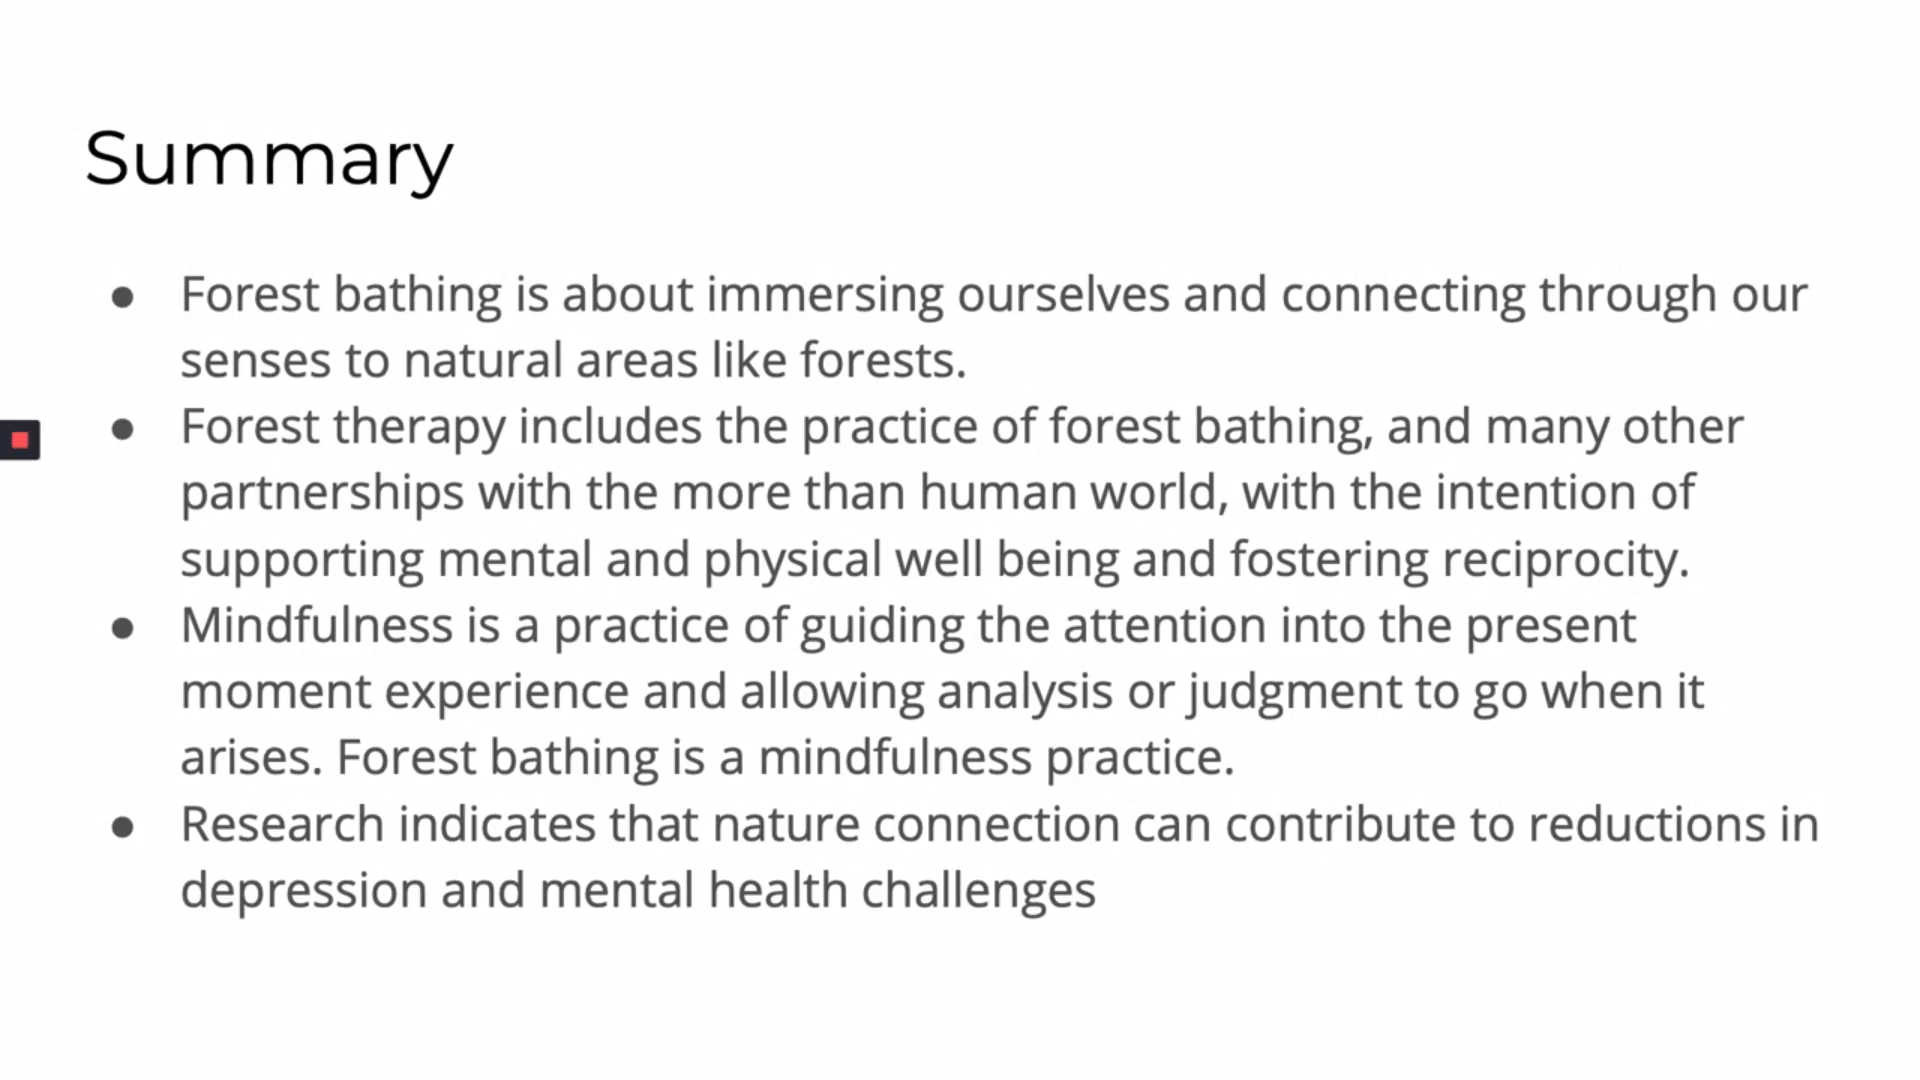 Summary
● Forest bathing is about immersing ourselves and connecting through our
senses to natural areas like forests.
● Forest therapy includes the practice of forest bathing, and many other
partnerships with the more than human world, with the intention of
supporting mental and physical well being and fostering reciprocity.
● Mindfulness is a practice of guiding the attention into the present
moment experience and allowing analysis or judgment to go when it
arises. Forest bathing is a mindfulness practice.
● Research indicates that nature connection can contribute to reductions in
depression and mental health challenges